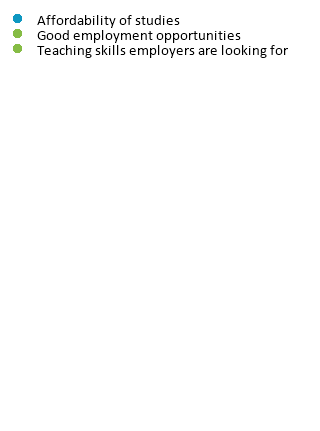 Affordability of studies
Good employment opportunities
Teaching skills employers are looking for